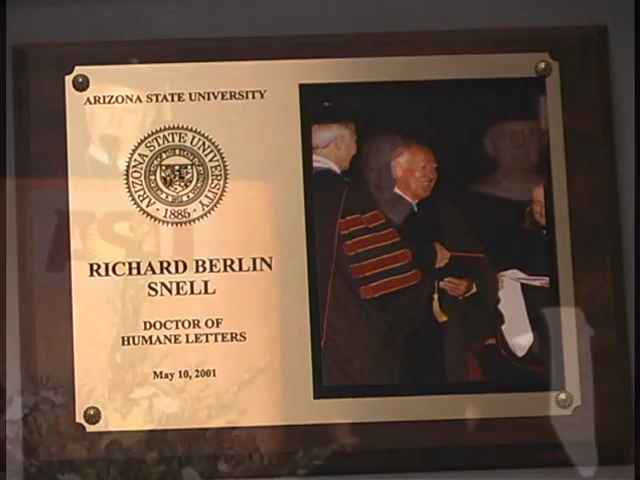 ARIZONA STATE UNIVERSITY
ARIZONA STATE UNIVERSITY
· 1885 ·
RICHARD BERLIN
SNELL
DOCTOR OF
HUMANE LETTERS
May 10, 2001